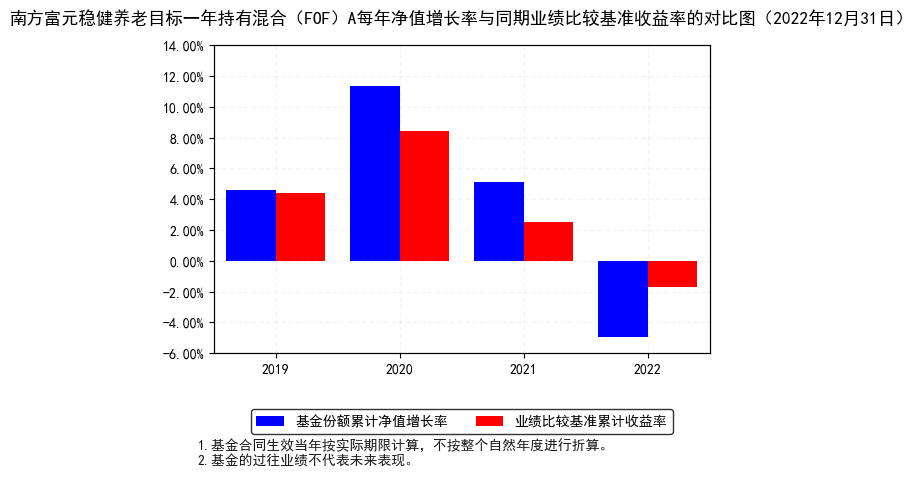 南方富元稳健养老目标一年持有混合（FOF）A每年净值增长率与同期业绩比较基准收益率的对比图（2022年12月31日）
14.00%
12.00%
10.00%
8.00%
6.00%
4.00%
2.00%
0.00%
-2.00%
-4.00%
-6.00%
2019 2020 2021 2022
基金份额累计净值增长率 业绩比较基准累计收益率
1.基金合同生效当年按实际期限计算，不按整个自然年度进行折算。
2.基金的过往业绩不代表未来表现。